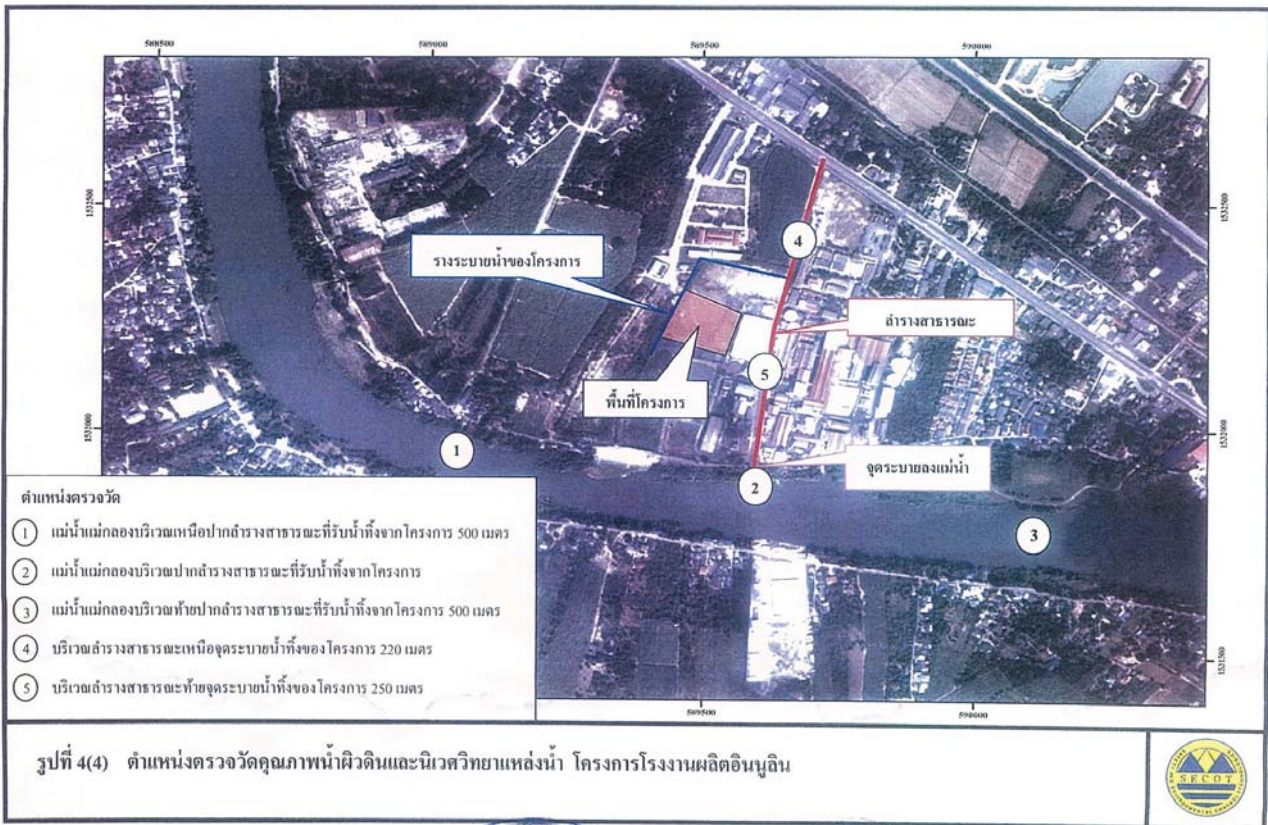 588500
589000
589500
590000
1532500
1532500
4
รางระบายน้ำของโครงการ
ลำรางสาธารณะ
5
พื้นที่โครงการ
1532000
1532000
1
จุดระบายลงแม่น้ำ
2
3
ตำแหน่งตรวจวัด
1 แม่น้ำแม่กลองบริเวณเหนือปากลำรางสาธารณะที่รับน้ำทิ้งจากโครงการ 500 เมตร
2 แม่น้ำแม่กลองบริเวณปากลำรางสาธารณะที่รับน้ำทิ้งจากโครงการ
3 แม่น้ำแม่กลองบริเวณท้ายปากลำรางสาธารณะที่รับน้ำทิ้งจากโครงการ 500 เมตร
4 บริเวณลำรางสาธารณะเหนือจุดระบายน้ำทิ้งของโครงการ 220 เมตร
5 บริเวณลำรางสาธารณะท้ายจุดระบายน้ำทิ้งของโครงการ 250 เมตร
1531500
589500
590000
รูปที่ 4(4) ตำแหน่งตรวจวัดคุณภาพน้ำผิวดินและนิเวศวิทยาแหล่งน้ำ โครงการโรงงานผลิตอินนูลิน
SECOT